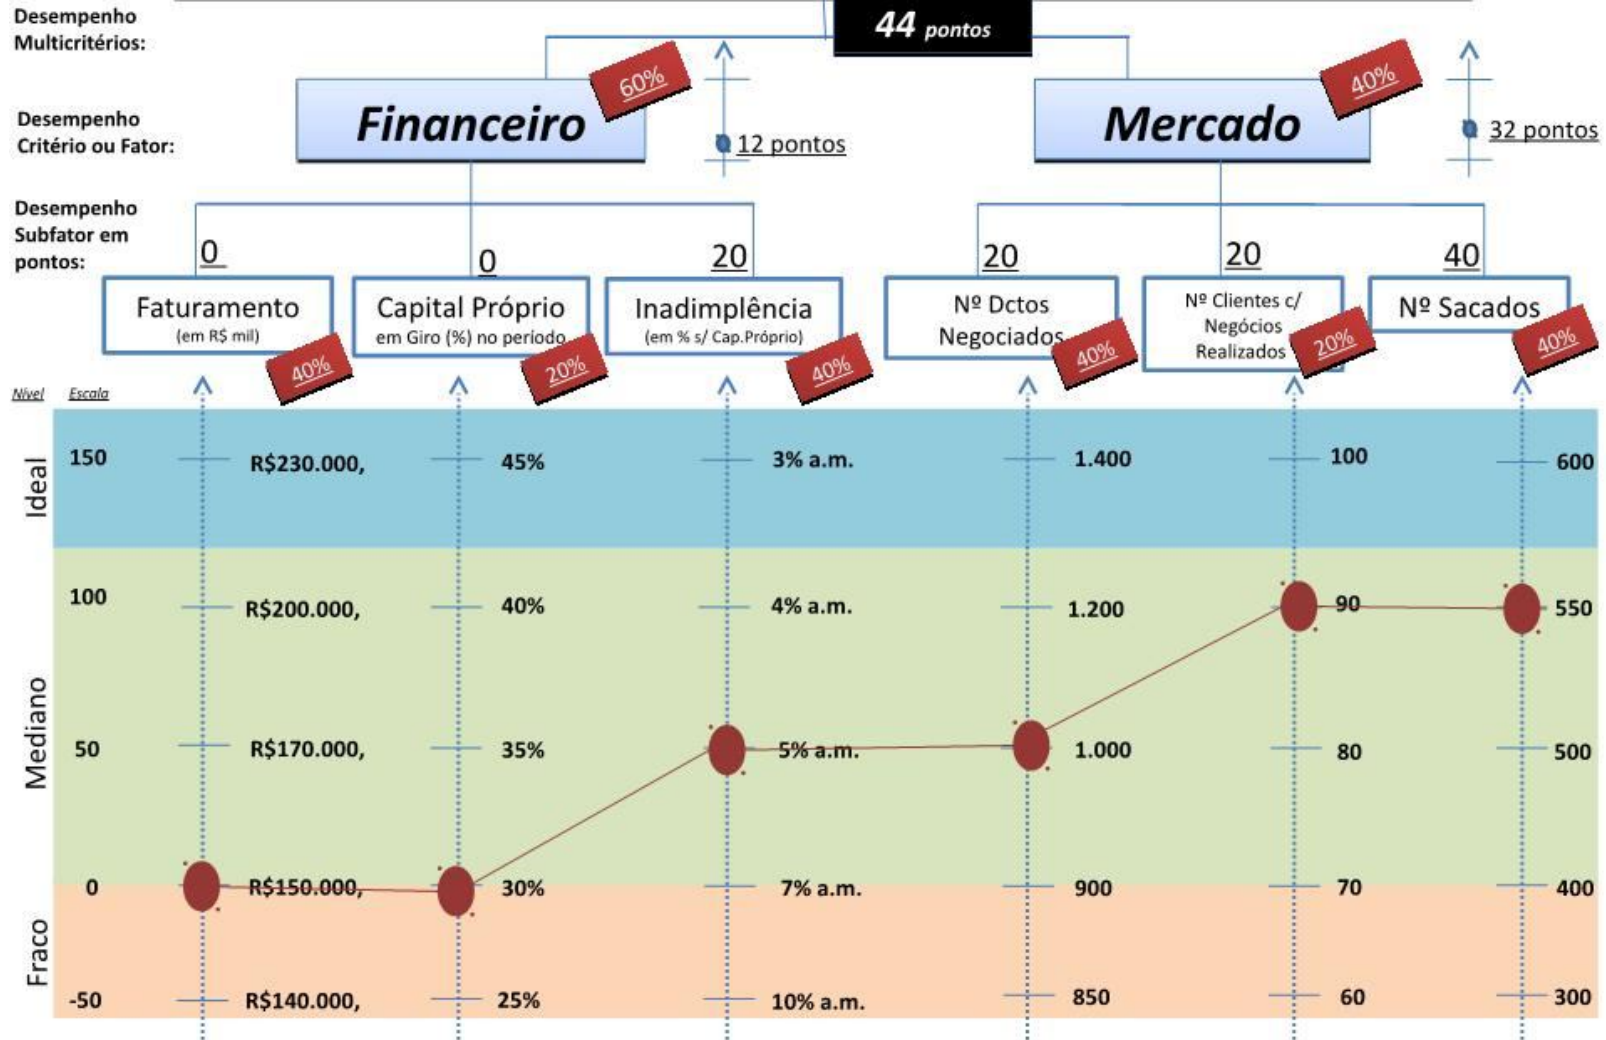 Desempenho
Multicritérios:
44 pontos
60%
40%
Desempenho
Critério ou Fator:
Financeiro
12 pontos
Mercado
32 pontos
Desempenho
Subfator em
pontos:
0
0
20
20
20
40
Faturamento
(em R$ mil)
40%
Capital Próprio
em Giro (%) no período
20%
Inadimplência
(em % s/ Cap.Próprio)
40%
Nº Dctos
Negociados
40%
Nº Clientes c/
Negócios
Realizados
20%
Nº Sacados
40%
Nível Escala
Ideal
150 R$230.000, 45% 3% a.m. 1.400 100 600
100 R$200.000, 40% 4% a.m. 1.200 90 550
Mediano
50 R$170.000, 35% 5% a.m. 1.000 80 500
0 R$150.000, 30% 7% a.m. 900 70 400
Fraco
-50 R$140.000, 25% 10% a.m. 850 60 300